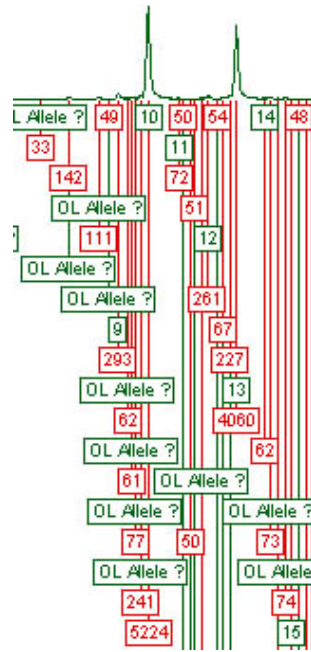 OL Allele ? 49 10 50 54 14 48
33 11
142 72
OL Allele ? 51
? 111 12
OL Allele ?
OL Allele ? 261
9 67
293 227
OL Allele ? 13
62 4060
OL Allele ? 62
61 OL Allele ?
OL Allele ? OL Allele ?
77 50 73
OL Allele ? OL Allele
241 74
5224 15